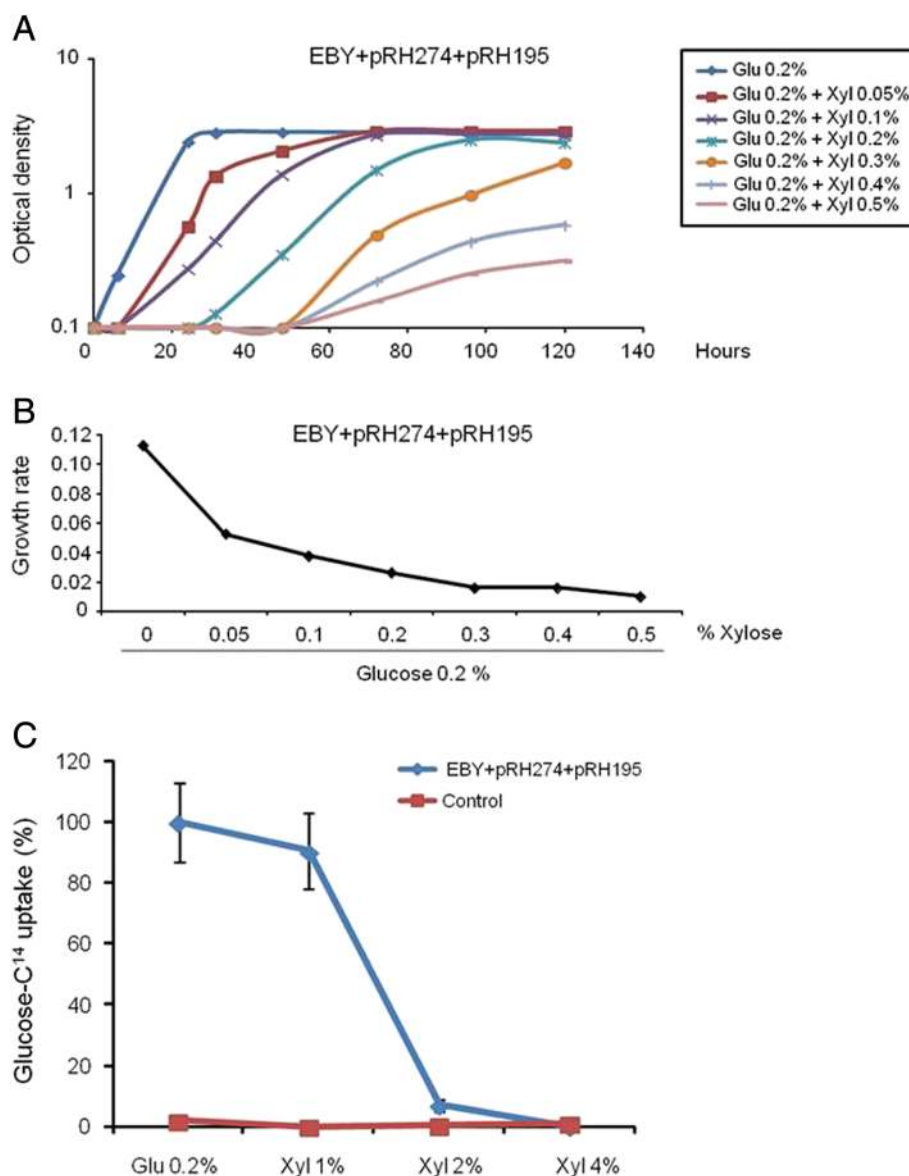 A
EBY+pRH274+pRH195
10
1
0.1
Optical density
0 20 40 60 80 100 120 140
Hours
Glu 0.2%
Glu 0.2% + Xyl 0.05%
Glu 0.2% + Xyl 0.1%
Glu 0.2% + Xyl 0.2%
Glu 0.2% + Xyl 0.3%
Glu 0.2% + Xyl 0.4%
Glu 0.2% + Xyl 0.5%
B
EBY+pRH274+pRH195
0.12
0.10
0.08
0.06
0.04
0.02
0
Growth rate
0 0.05 0.1 0.2 0.3 0.4 0.5
% Xylose
Glucose 0.2 %
C
120
100
80
60
40
20
0
Glucose-C¹⁴ uptake (%)
EBY+pRH274+pRH195
Control
Glu 0.2% Xyl 1% Xyl 2% Xyl 4%